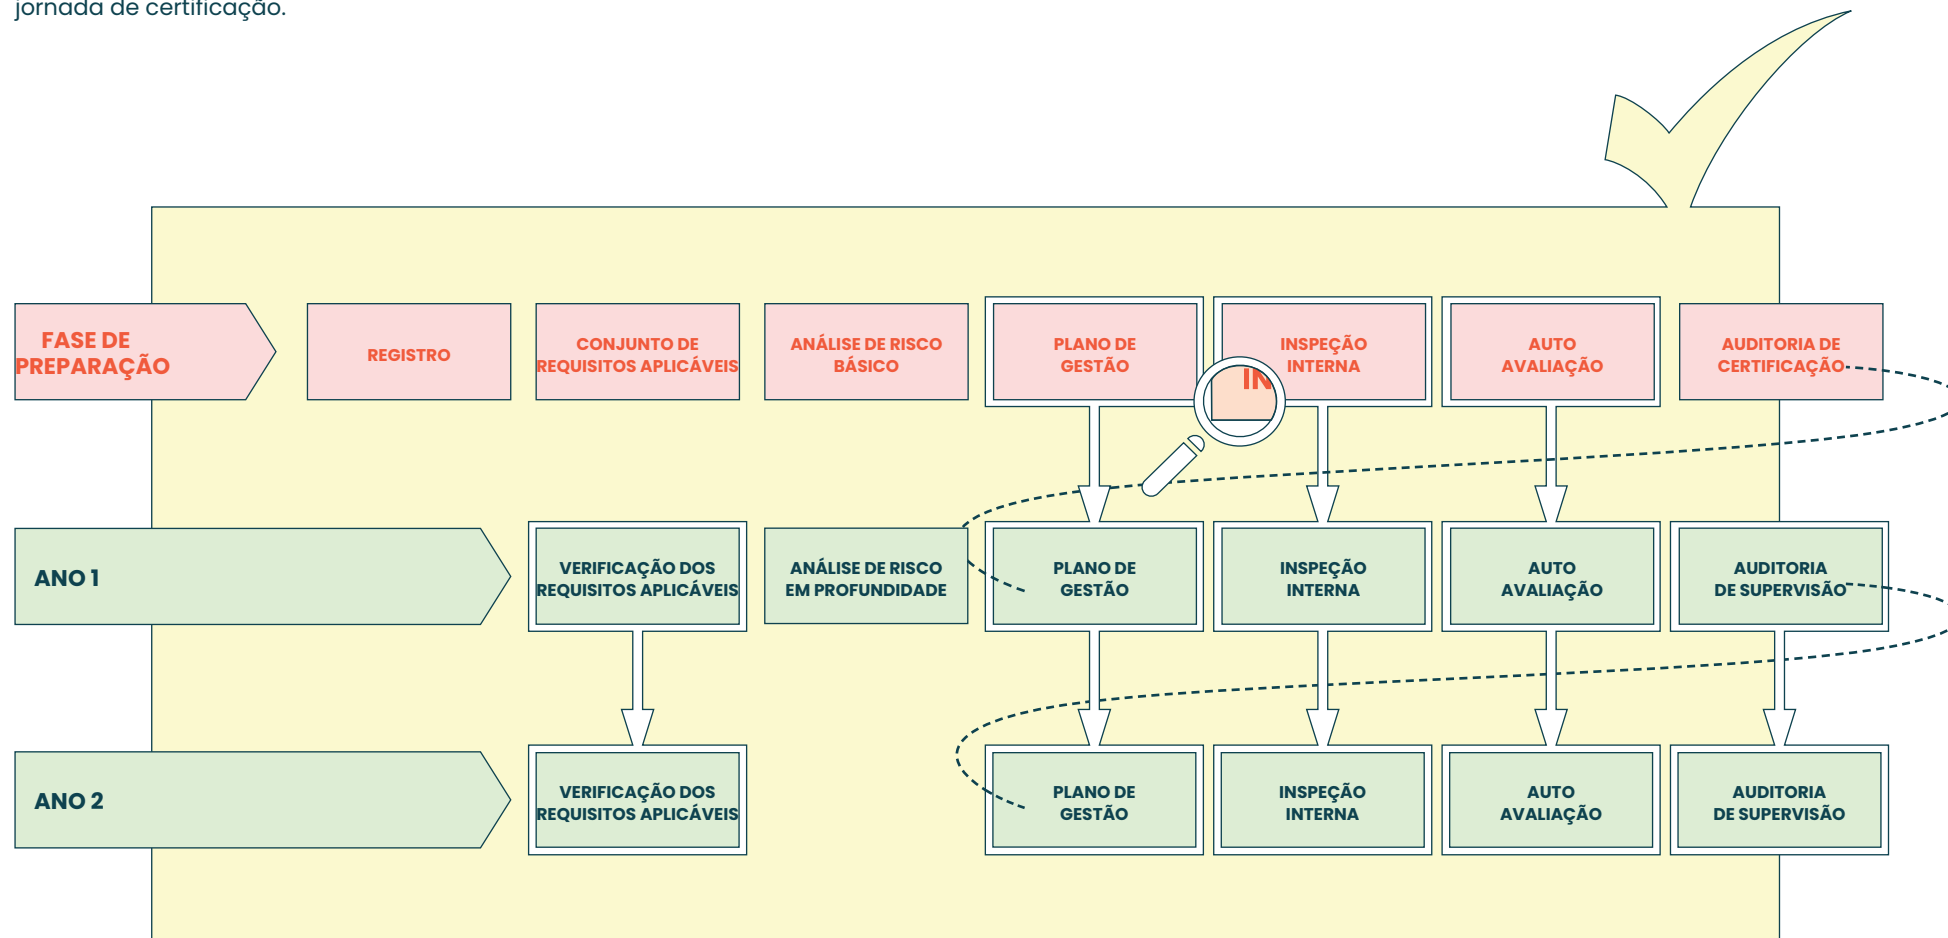 jornada de certificação.
FASE DE
PREPARAÇÃO
REGISTRO
CONJUNTO DE
REQUISITOS APLICÁVEIS
ANÁLISE DE RISCO
BÁSICO
PLANO DE
GESTÃO
INSPEÇÃO
INTERNA
IN
AUTO
AVALIAÇÃO
AUDITORIA DE
CERTIFICAÇÃO
ANO 1
VERIFICAÇÃO DOS
REQUISITOS APLICÁVEIS
ANÁLISE DE RISCO
EM PROFUNDIDADE
PLANO DE
GESTÃO
INSPEÇÃO
INTERNA
AUTO
AVALIAÇÃO
AUDITORIA
DE SUPERVISÃO
ANO 2
VERIFICAÇÃO DOS
REQUISITOS APLICÁVEIS
PLANO DE
GESTÃO
INSPEÇÃO
INTERNA
AUTO
AVALIAÇÃO
AUDITORIA
DE SUPERVISÃO